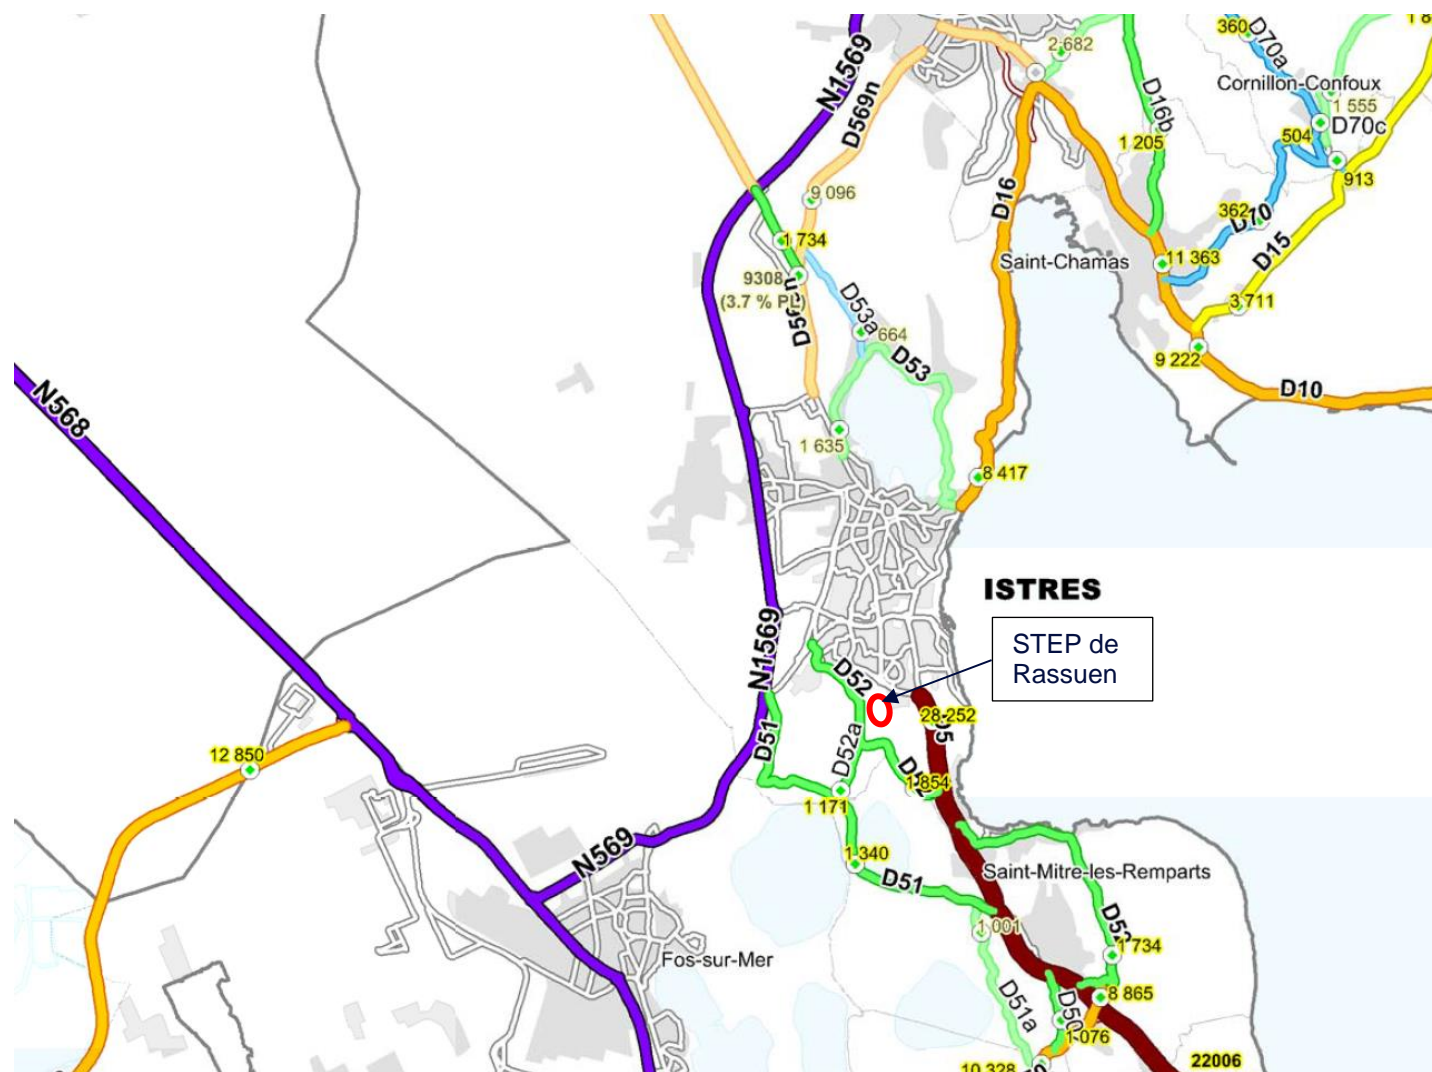 1 8
360
D70a
2 682
N1569
Cornillon-Confoux
D16b
1 555
D569n
D70c
504
1 205
913
9 096
D16
362
D70
1 734
D15
Saint-Chamas
11 363
9308
(3.7 % PL)
D53a
3 711
664
9 222
D53
D10
N568
1 635
8 417
ISTRES
N1569
STEP de
Rassuen
D52
28 252
D51
D52a
12 850
1 854
1 171
N569
1 340
D51
Saint-Mitre-les-Remparts
1 001
1 734
Fos-sur-Mer
D51a
8 865
D50
1 076
22006
10 328